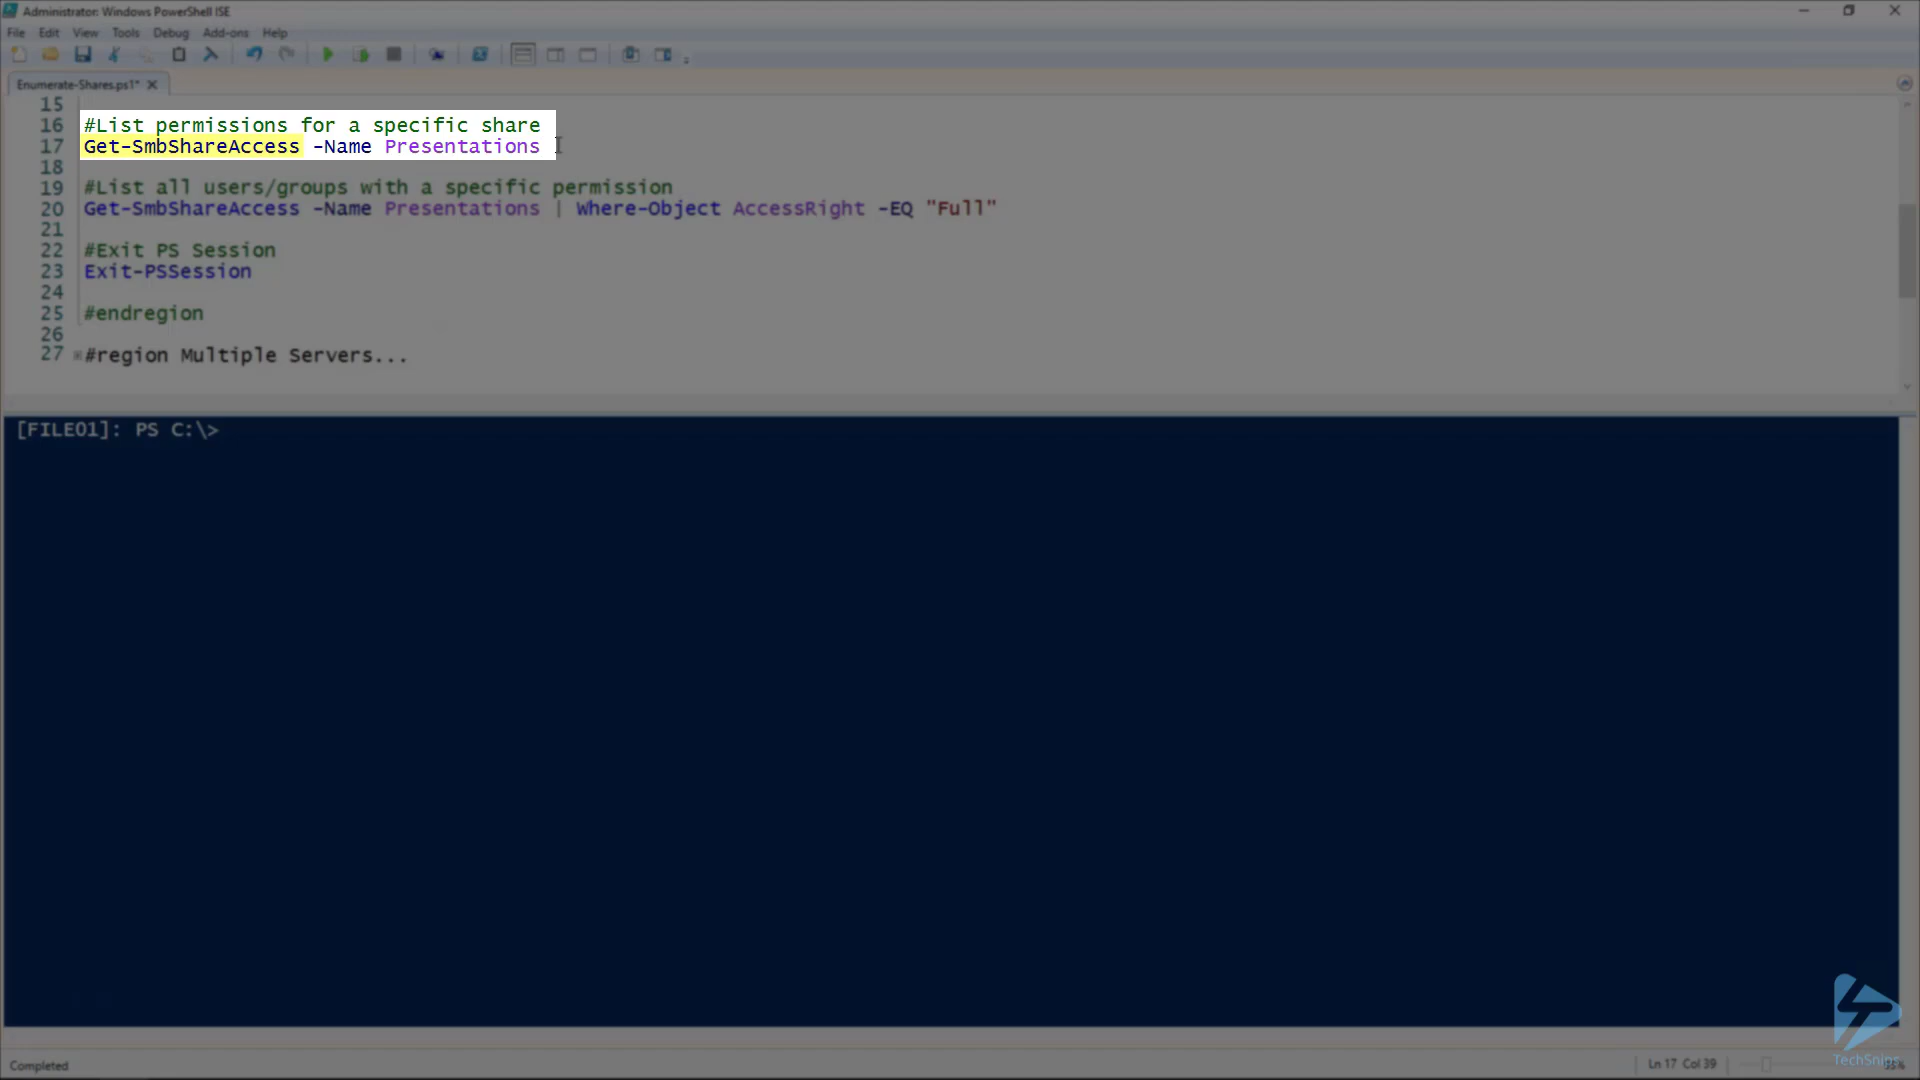 Administrator: Windows PowerShell ISE
File Edit View Tools Debug Add-ons Help
Enumerate-Shares.ps1*
15
16 #List permissions for a specific share
17 Get-SmbShareAccess -Name Presentations
18
19 #List all users/groups with a specific permission
20 Get-SmbShareAccess -Name Presentations | Where-Object AccessRight -EQ "Full"
21
22 #Exit PS Session
23 Exit-PSSession
24
25 #endregion
26
27 #region Multiple Servers...
[FILE01]: PS C:\>
Completed
Ln 17 Col 39
TechSnips